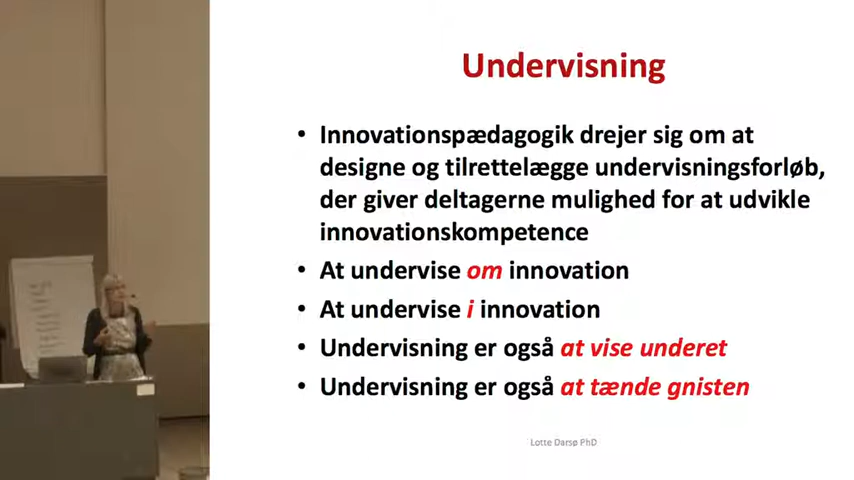 Undervisning
• Innovationspædagogik drejer sig om at
designe og tilrettelægge undervisningsforløb,
der giver deltagerne mulighed for at udvikle
innovationskompetence
• At undervise om innovation
• At undervise i innovation
• Undervisning er også at vise underet
• Undervisning er også at tænde gnisten
Lotte Darsø PhD